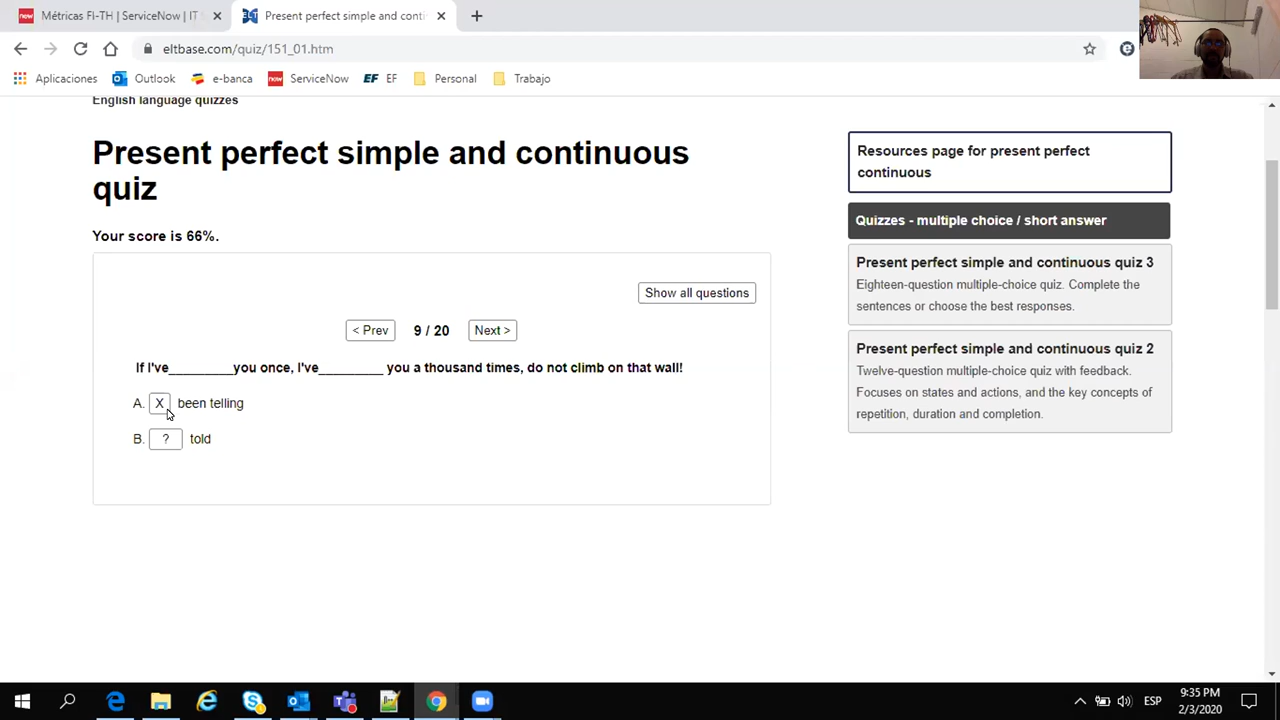 Métricas FI-TH | ServiceNow | IT S
Present perfect simple and conti
eltbase.com/quiz/151_01.htm
Aplicaciones
Outlook
e-banca
now
ServiceNow
EF
EF
Personal
Trabajo
English language quizzes
Present perfect simple and continuous
quiz
Your score is 66%.
Show all questions
< Prev
9 / 20
Next >
If I've_________you once, I've_________ you a thousand times, do not climb on that wall!
A. X been telling
B. ? told
Resources page for present perfect
continuous
Quizzes - multiple choice / short answer
Present perfect simple and continuous quiz 3
Eighteen-question multiple-choice quiz. Complete the
sentences or choose the best responses.
Present perfect simple and continuous quiz 2
Twelve-question multiple-choice quiz with feedback.
Focuses on states and actions, and the key concepts of
repetition, duration and completion.
ESP
9:35 PM
2/3/2020